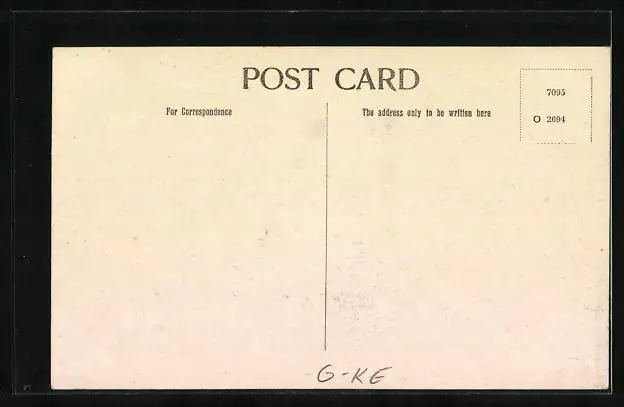 POST CARD
For Correspondence
The address only to be written here
7095
O 2694
G-KE